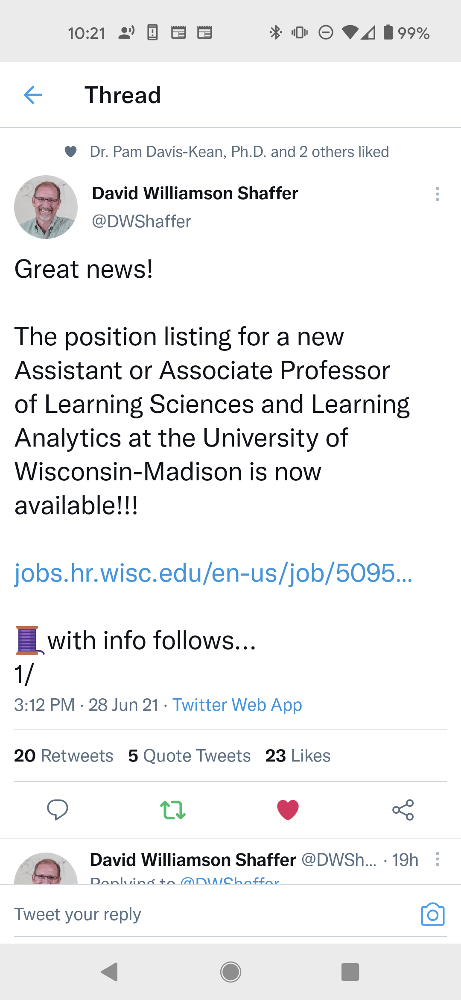 10:21 99%
Thread
Dr. Pam Davis-Kean, Ph.D. and 2 others liked
David Williamson Shaffer
@DWShaffer
Great news!
The position listing for a new
Assistant or Associate Professor
of Learning Sciences and Learning
Analytics at the University of
Wisconsin-Madison is now
available!!!
jobs.hr.wisc.edu/en-us/job/5095...
🧵with info follows...
1/
3:12 PM · 28 Jun 21 · Twitter Web App
20 Retweets 5 Quote Tweets 23 Likes
David Williamson Shaffer @DWSh... · 19h
Replying to @DWShaffer
Tweet your reply